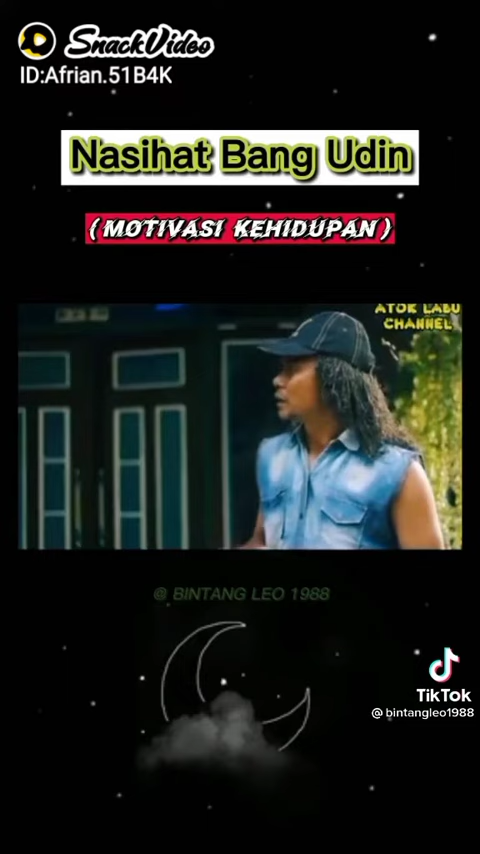 SnackVideo
ID:Afrian.51B4K
Nasihat Bang Udin
(MOTIVASI KEHIDUPAN)
ATOK LABU
CHANNEL
@ BINTANG LEO 1988
TikTok
@bintangleo1988